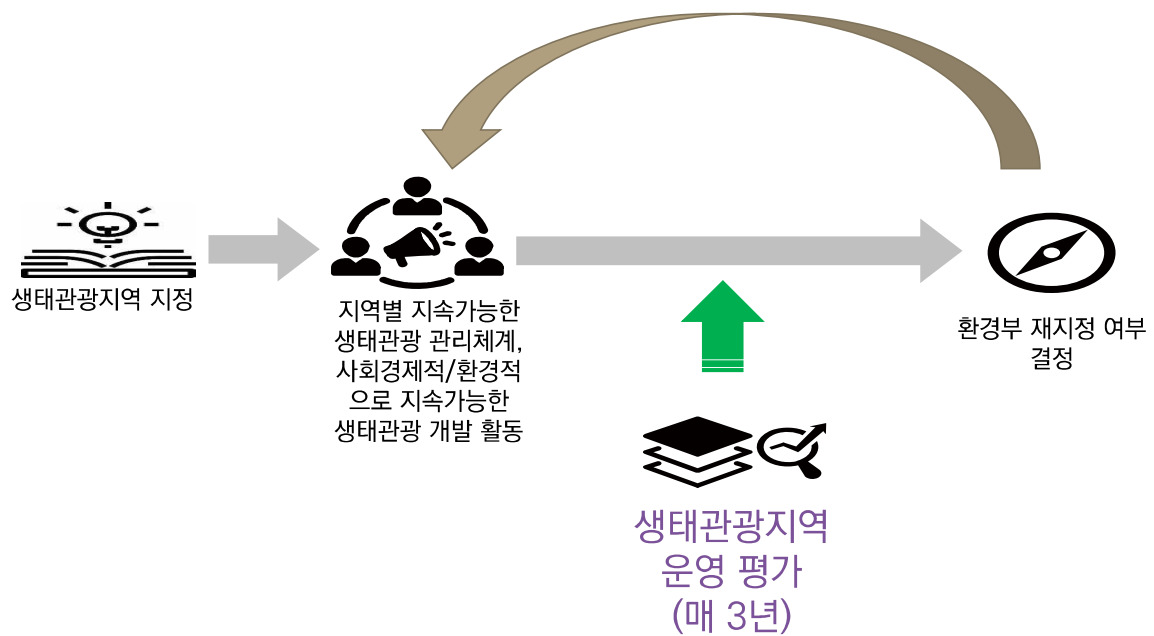 생태관광지역 지정
지역별 지속가능한
생태관광 관리체계,
사회경제적/환경적
으로 지속가능한
생태관광 개발 활동
환경부 재지정 여부
결정
생태관광지역
운영 평가
(매 3년)